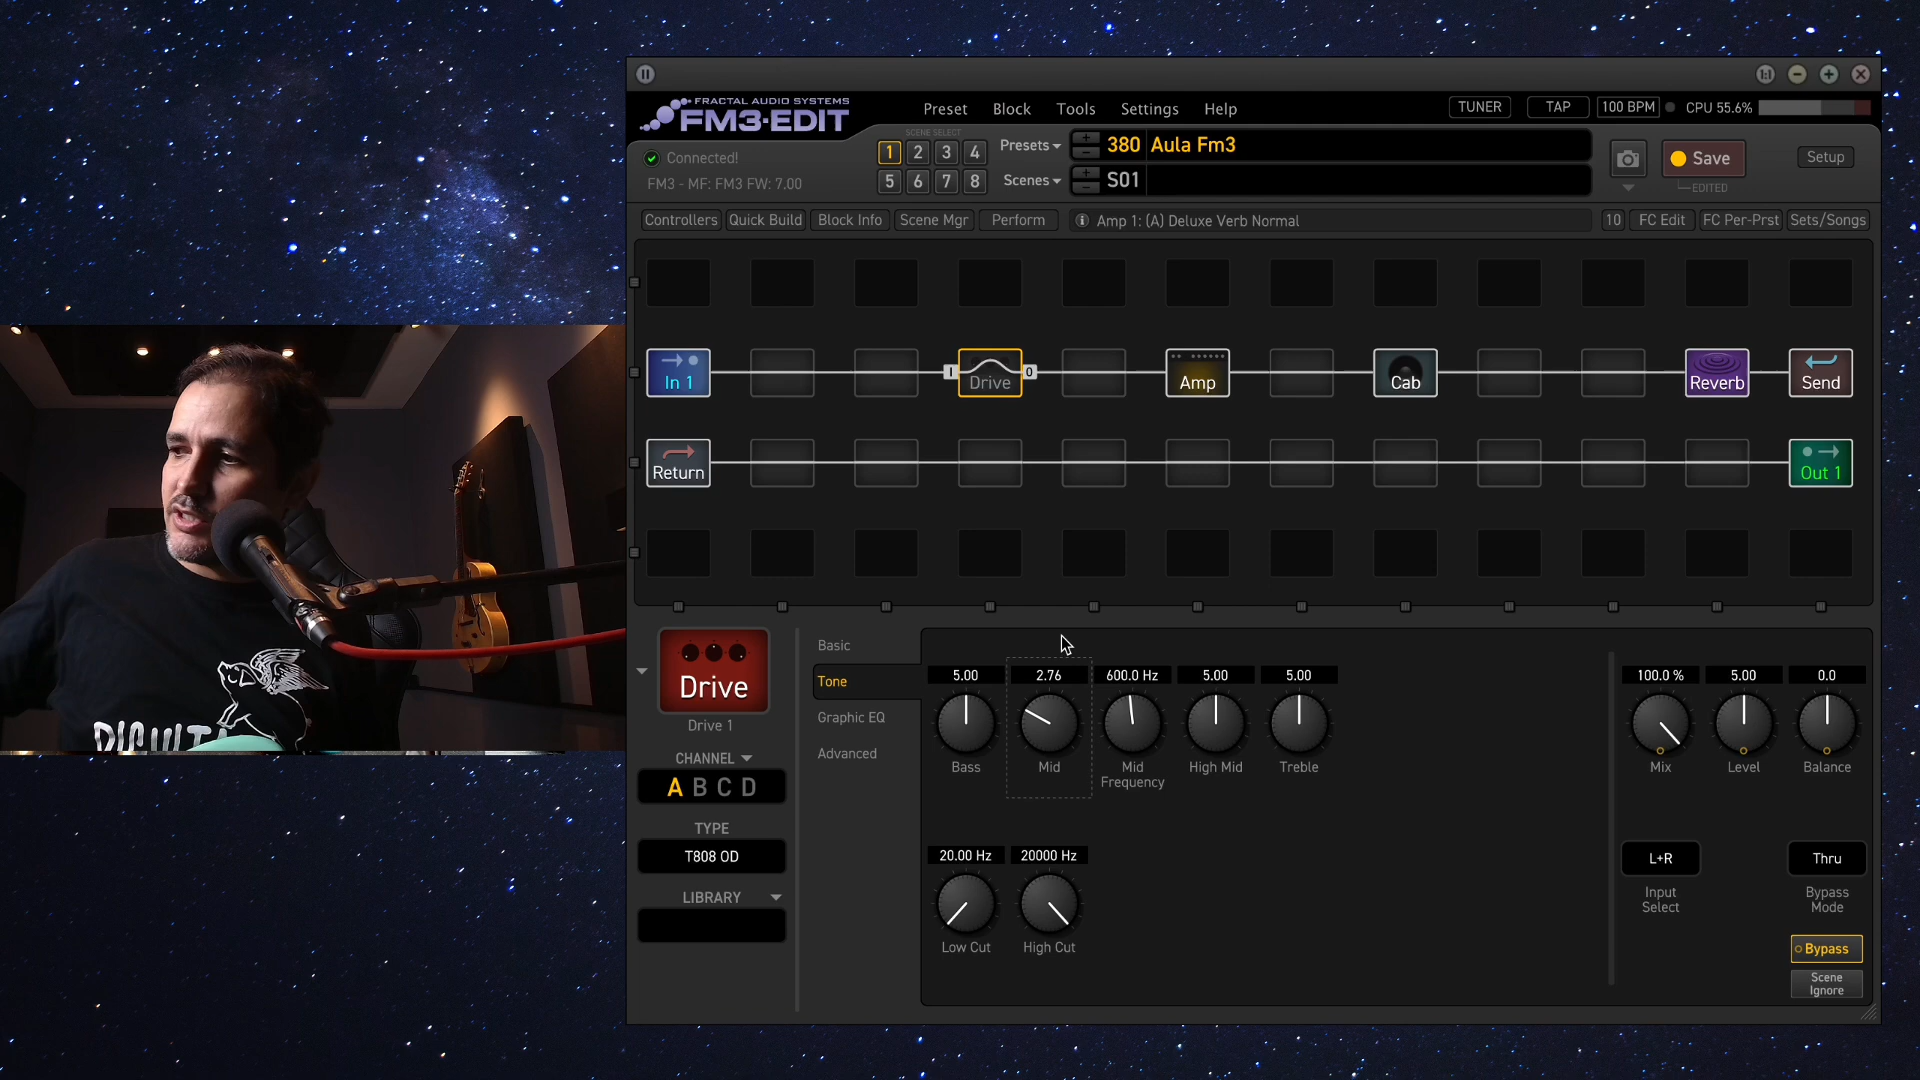 FRACTAL AUDIO SYSTEMS
FM3-EDIT
Preset Block Tools Settings Help
TUNER TAP 100 BPM CPU 55.6%
SCENE SELECT
Connected!
FM3 - MF: FM3 FW: 7.00
1 2 3 4
5 6 7 8
Presets + - 380 Aula Fm3
Scenes + - S01
Save
EDITED
Setup
Controllers Quick Build Block Info Scene Mgr Perform Amp 1: (A) Deluxe Verb Normal 10 FC Edit FC Per-Prst Sets/Songs
In 1 I Drive O Amp Cab Reverb Send
Return Out 1
Drive
Drive 1
CHANNEL
A B C D
TYPE
T808 OD
LIBRARY
Basic
Tone
Graphic EQ
Advanced
5.00 2.76 600.0 Hz 5.00 5.00
Bass Mid Mid Frequency High Mid Treble
20.00 Hz 20000 Hz
Low Cut High Cut
100.0 % 5.00 0.0
Mix Level Balance
L+R Thru
Input Select Bypass Mode
Bypass
Scene Ignore
1:1